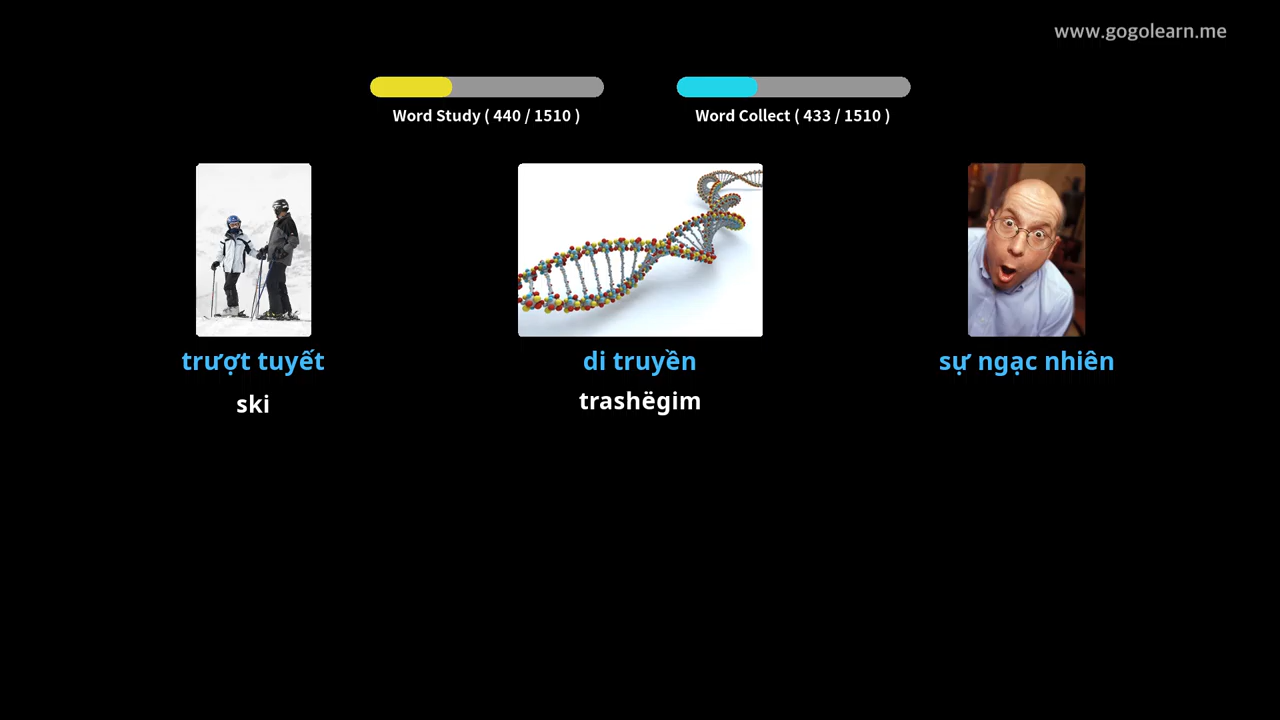 www.gogolearn.me
Word Study ( 440 / 1510 )
Word Collect ( 433 / 1510 )
trượt tuyết
di truyền
sự ngạc nhiên
ski
trashëgim